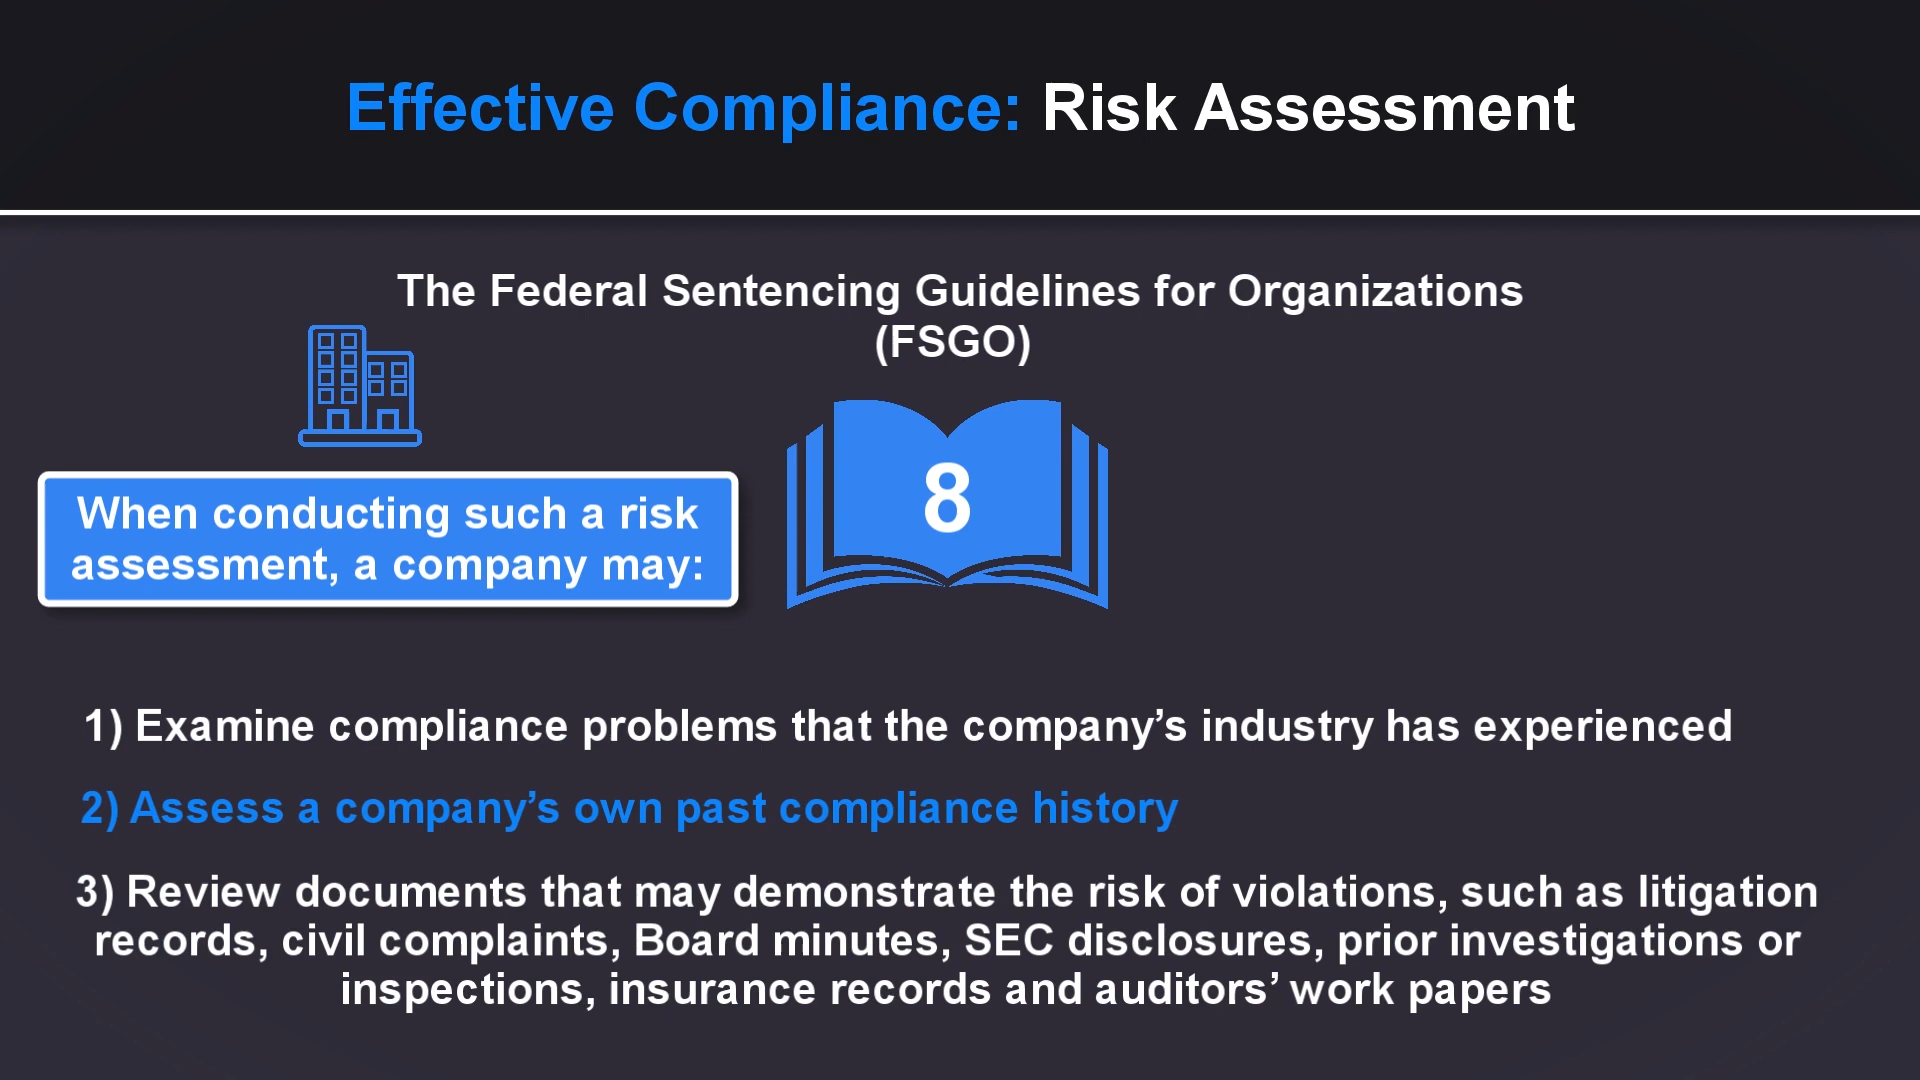 Effective Compliance: Risk Assessment
The Federal Sentencing Guidelines for Organizations
(FSGO)
8
When conducting such a risk
assessment, a company may:
1) Examine compliance problems that the company’s industry has experienced
2) Assess a company’s own past compliance history
3) Review documents that may demonstrate the risk of violations, such as litigation
records, civil complaints, Board minutes, SEC disclosures, prior investigations or
inspections, insurance records and auditors’ work papers